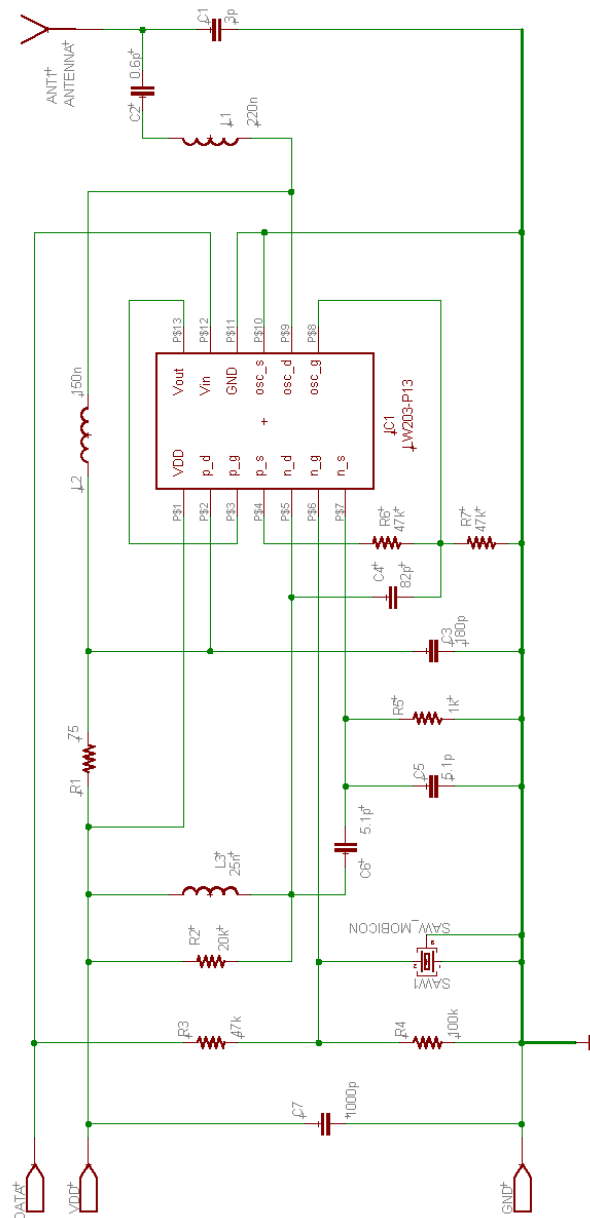 C1
3p
ANT1
ANTENNA
0.6p
C2
L1
220n
P$13
P$12
P$11
P$10
P$9
P$8
Vout
Vin
GND
osc_s
osc_d
osc_g
IC1
LW203-P13
VDD
p_d
p_g
p_s
n_d
n_g
n_s
P$1
P$2
P$3
P$4
P$5
P$6
P$7
150n
L2
R6
47k
R7
47k
C4
82p
C3
180p
R5
1k
75
R1
C5
5.1p
5.1p
C6
L3
25n
R2
20k
SAW_MOBICON
SAW1
R3
47k
R4
100k
C7
1000p
DATA
VDD
GND